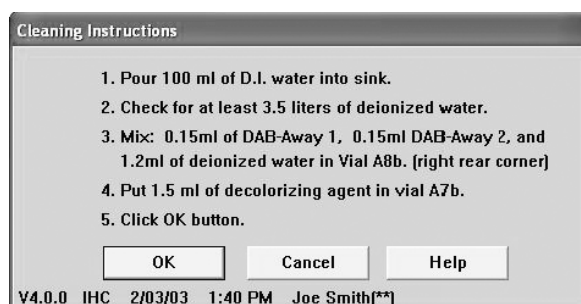 Cleaning Instructions
1. Pour 100 ml of D.I. water into sink.
2. Check for at least 3.5 liters of deionized water.
3. Mix: 0.15ml of DAB-Away 1, 0.15ml DAB-Away 2, and
1.2ml of deionized water in Vial A8b. (right rear corner)
4. Put 1.5 ml of decolorizing agent in vial A7b.
5. Click OK button.
OK Cancel Help
V4.0.0 IHC 2/03/03 1:40 PM Joe Smith(**)